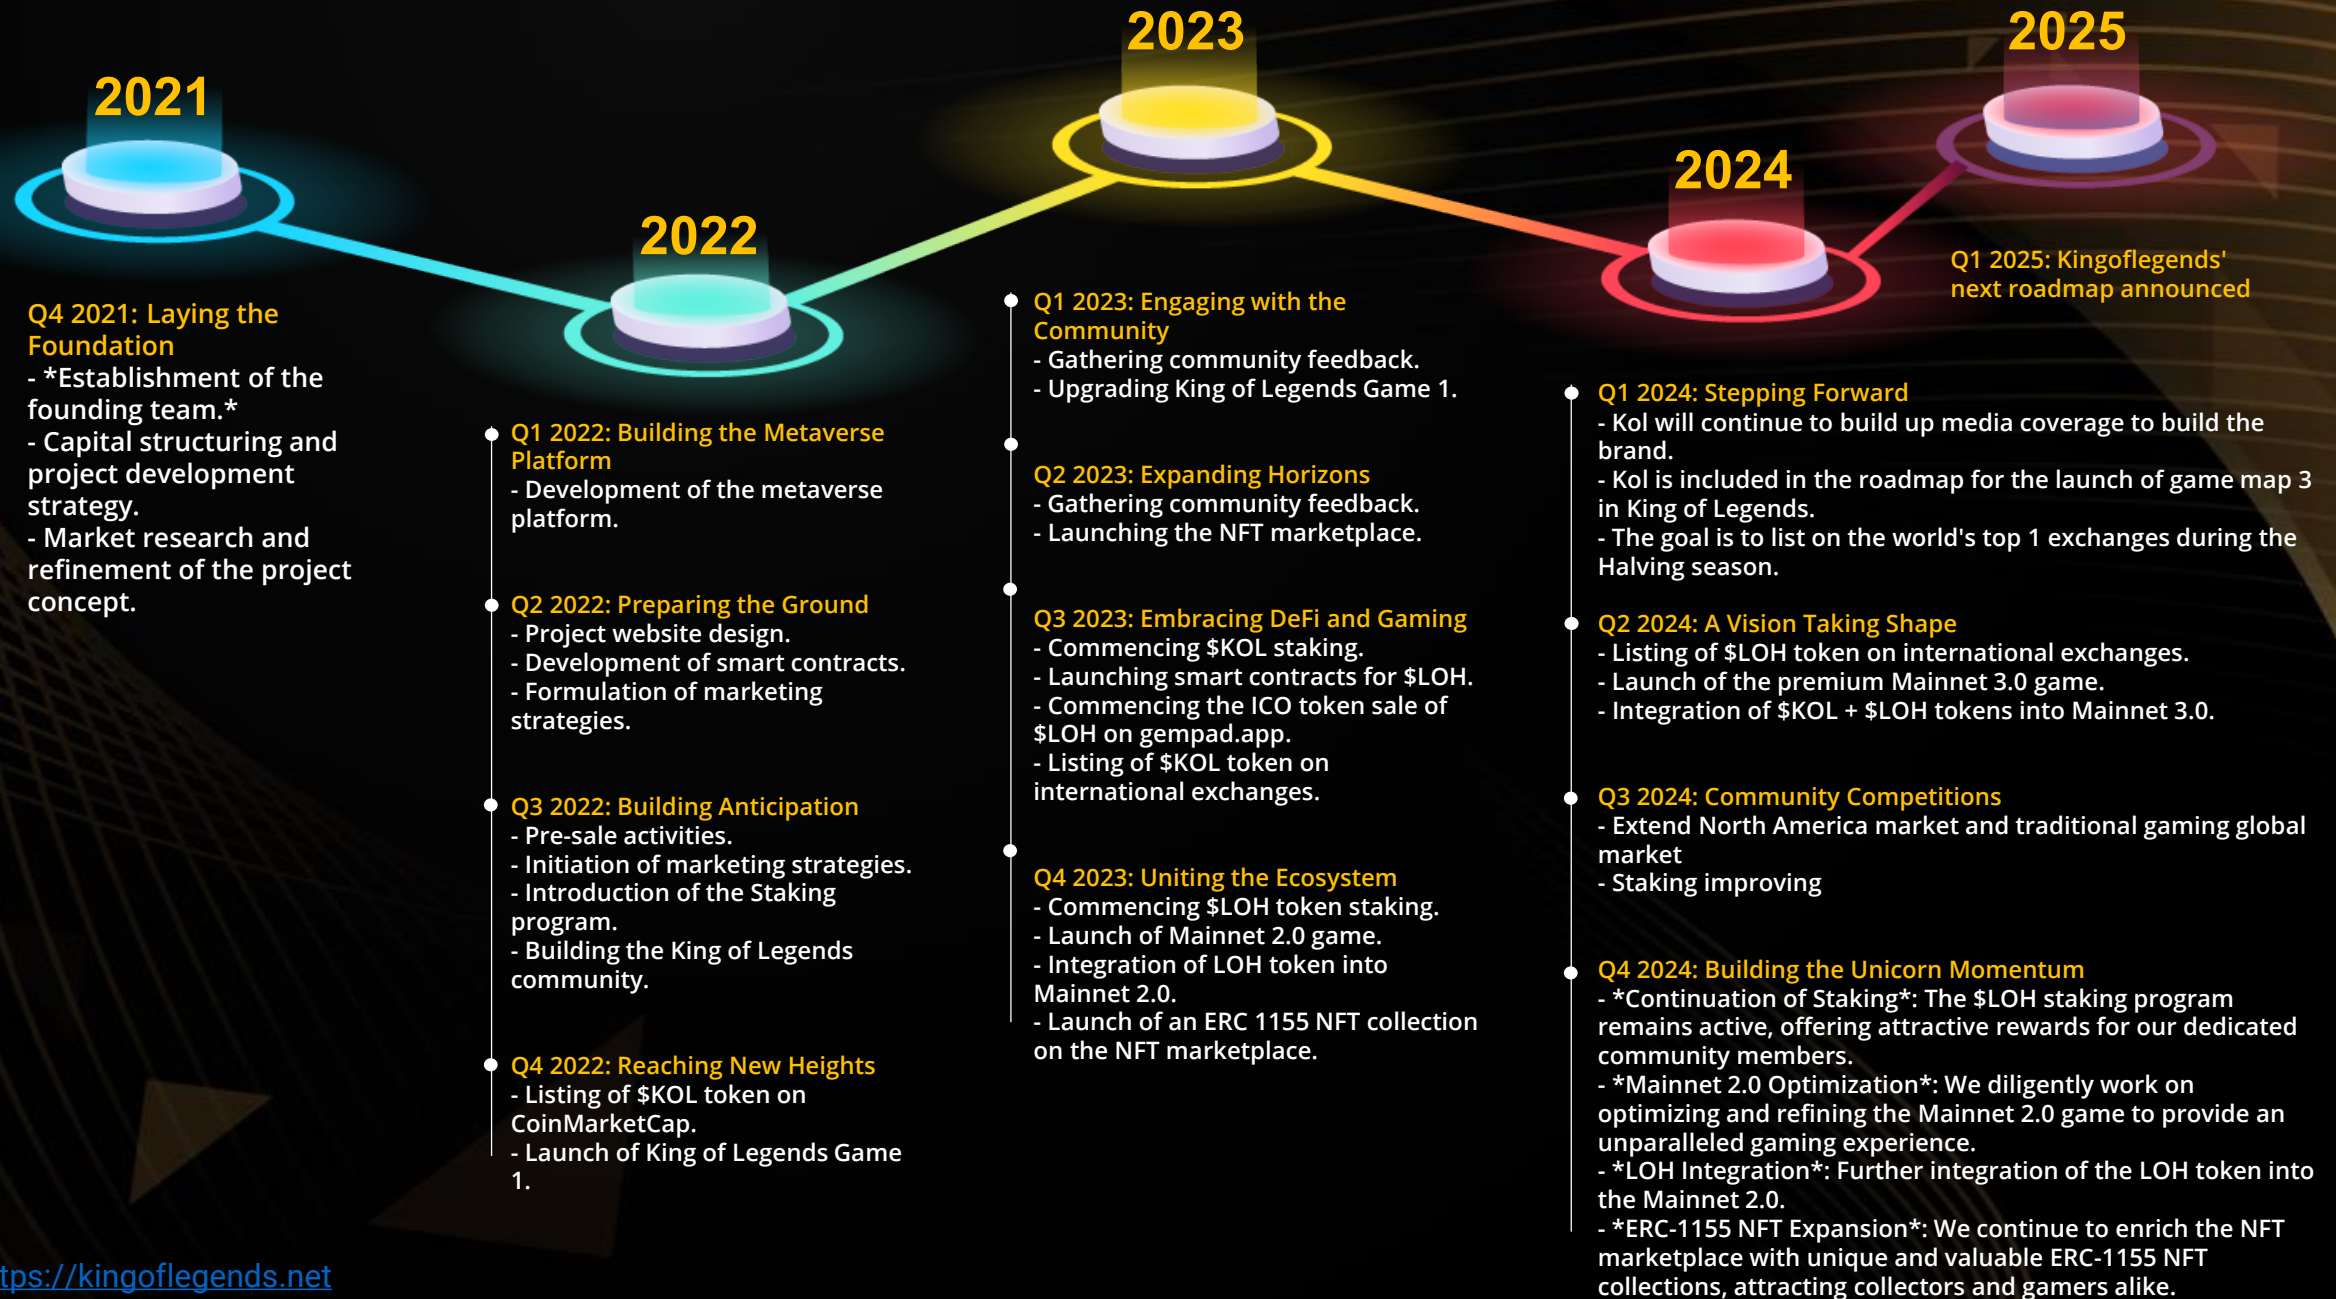 2021
Q4 2021: Laying the
Foundation
- *Establishment of the
founding team.*
- Capital structuring and
project development
strategy.
- Market research and
refinement of the project
concept.
2022
Q1 2022: Building the Metaverse
Platform
- Development of the metaverse
platform.
Q2 2022: Preparing the Ground
- Project website design.
- Development of smart contracts.
- Formulation of marketing
strategies.
Q3 2022: Building Anticipation
- Pre-sale activities.
- Initiation of marketing strategies.
- Introduction of the Staking
program.
- Building the King of Legends
community.
Q4 2022: Reaching New Heights
- Listing of $KOL token on
CoinMarketCap.
- Launch of King of Legends Game
1.
2023
Q1 2023: Engaging with the
Community
- Gathering community feedback.
- Upgrading King of Legends Game 1.
Q2 2023: Expanding Horizons
- Gathering community feedback.
- Launching the NFT marketplace.
Q3 2023: Embracing DeFi and Gaming
- Commencing $KOL staking.
- Launching smart contracts for $LOH.
- Commencing the ICO token sale of
$LOH on gempad.app.
- Listing of $KOL token on
international exchanges.
Q4 2023: Uniting the Ecosystem
- Commencing $LOH token staking.
- Launch of Mainnet 2.0 game.
- Integration of LOH token into
Mainnet 2.0.
- Launch of an ERC 1155 NFT collection
on the NFT marketplace.
2024
Q1 2024: Stepping Forward
- Kol will continue to build up media coverage to build the
brand.
- Kol is included in the roadmap for the launch of game map 3
in King of Legends.
- The goal is to list on the world's top 1 exchanges during the
Halving season.
Q2 2024: A Vision Taking Shape
- Listing of $LOH token on international exchanges.
- Launch of the premium Mainnet 3.0 game.
- Integration of $KOL + $LOH tokens into Mainnet 3.0.
Q3 2024: Community Competitions
- Extend North America market and traditional gaming global
market
- Staking improving
Q4 2024: Building the Unicorn Momentum
- *Continuation of Staking*: The $LOH staking program
remains active, offering attractive rewards for our dedicated
community members.
- *Mainnet 2.0 Optimization*: We diligently work on
optimizing and refining the Mainnet 2.0 game to provide an
unparalleled gaming experience.
- *LOH Integration*: Further integration of the LOH token into
the Mainnet 2.0.
- *ERC-1155 NFT Expansion*: We continue to enrich the NFT
marketplace with unique and valuable ERC-1155 NFT
collections, attracting collectors and gamers alike.
2025
Q1 2025: Kingoflegends'
next roadmap announced
tps://kingoflegends.net